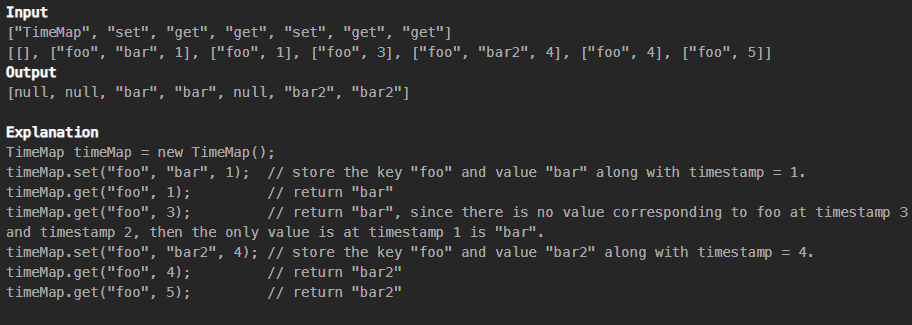 Input
["TimeMap", "set", "get", "get", "set", "get", "get"]
[[], ["foo", "bar", 1], ["foo", 1], ["foo", 3], ["foo", "bar2", 4], ["foo", 4], ["foo", 5]]
Output
[null, null, "bar", "bar", null, "bar2", "bar2"]
Explanation
TimeMap timeMap = new TimeMap();
timeMap.set("foo", "bar", 1);  // store the key "foo" and value "bar" along with timestamp = 1.
timeMap.get("foo", 1);         // return "bar"
timeMap.get("foo", 3);         // return "bar", since there is no value corresponding to foo at timestamp 3
and timestamp 2, then the only value is at timestamp 1 is "bar".
timeMap.set("foo", "bar2", 4); // store the key "foo" and value "bar2" along with timestamp = 4.
timeMap.get("foo", 4);         // return "bar2"
timeMap.get("foo", 5);         // return "bar2"